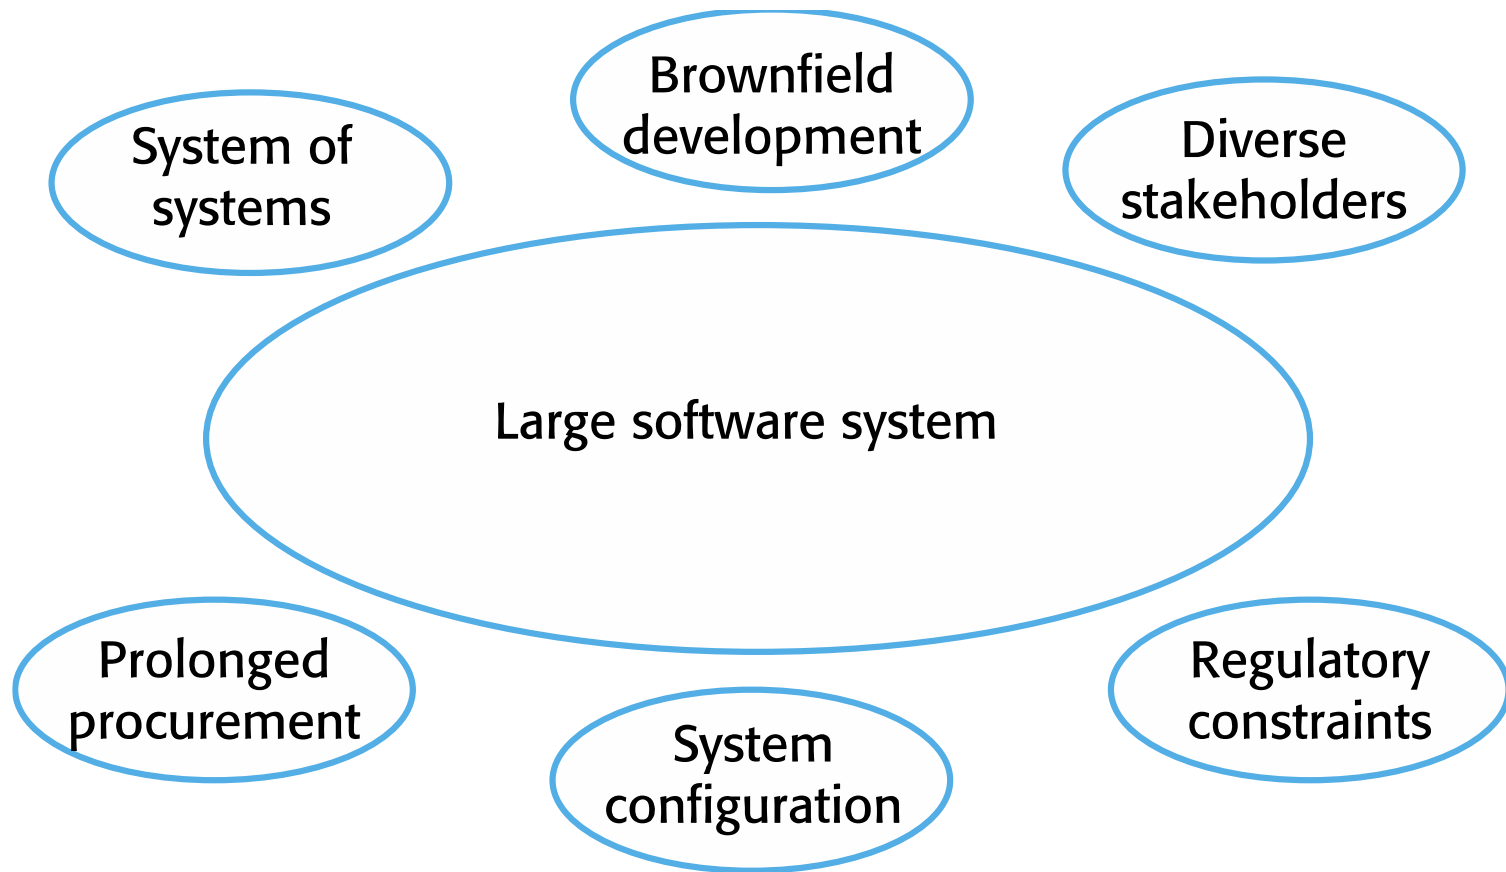 Brownfield
development
System of
systems
Diverse
stakeholders
Large software system
Prolonged
procurement
System
configuration
Regulatory
constraints